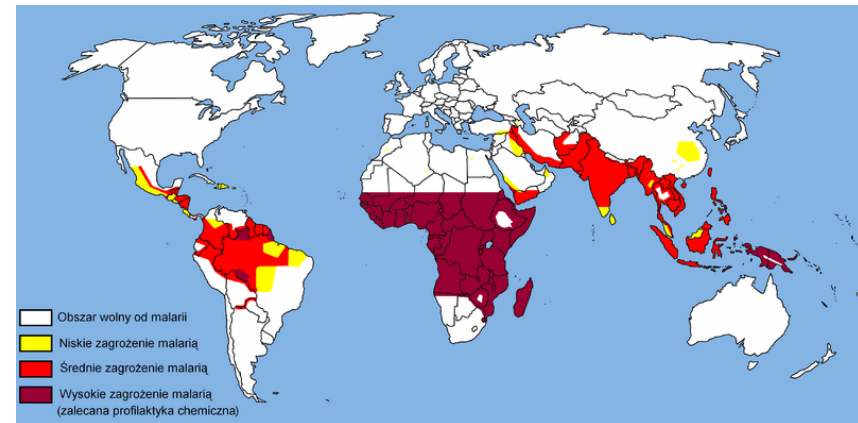 Obszar wolny od malarii
Niskie zagrożenie malarią
Średnie zagrożenie malarią
Wysokie zagrożenie malarią
(zalecana profilaktyka chemiczna)